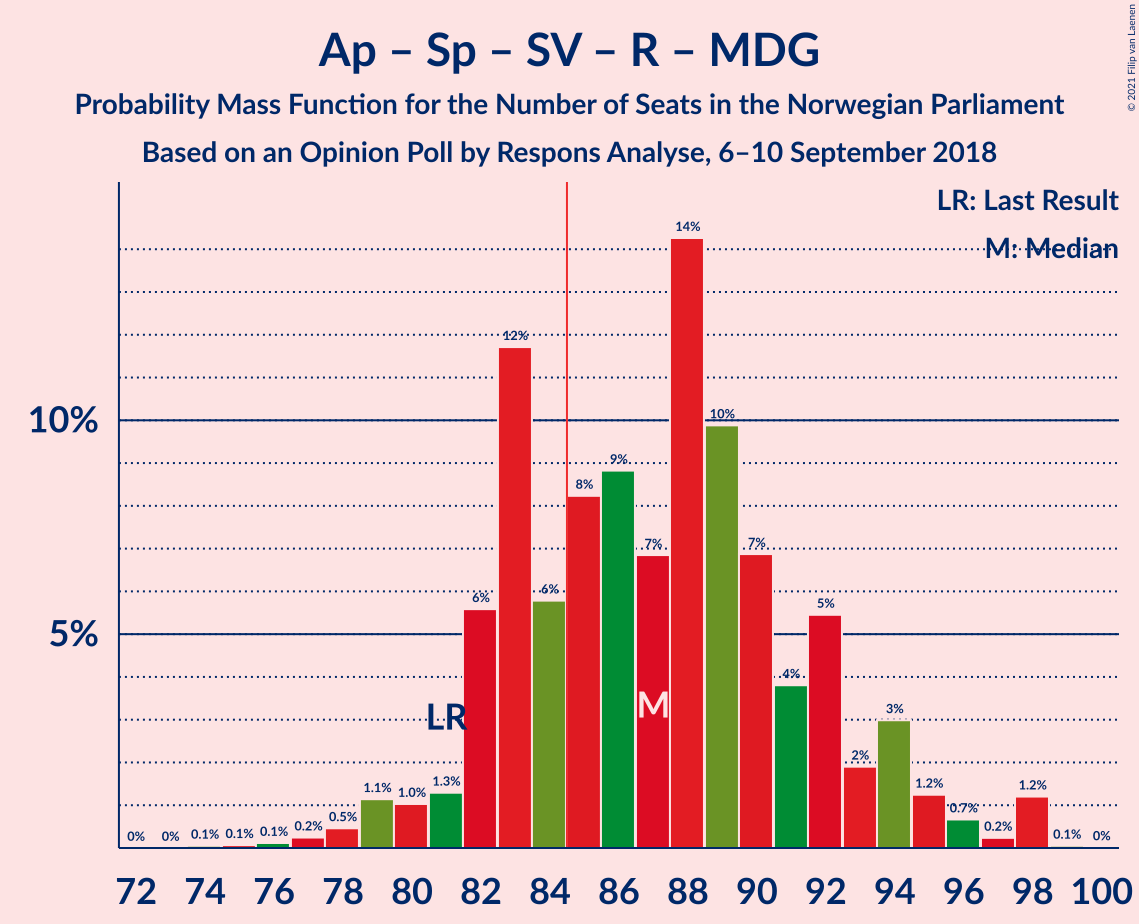 Ap – Sp – SV – R – MDG
Probability Mass Function for the Number of Seats in the Norwegian Parliament
Based on an Opinion Poll by Respons Analyse, 6–10 September 2018
© 2021 Filip van Laenen
LR: Last Result
M: Median
10%
5%
0% 0% 0.1% 0.1% 0.1% 0.2% 0.5% 1.1% 1.0% 1.3% 6% 12% 6% 8% 9% 7% 14% 10% 7% 4% 5% 2% 3% 1.2% 0.7% 0.2% 1.2% 0.1% 0%
LR
M
72 74 76 78 80 82 84 86 88 90 92 94 96 98 100